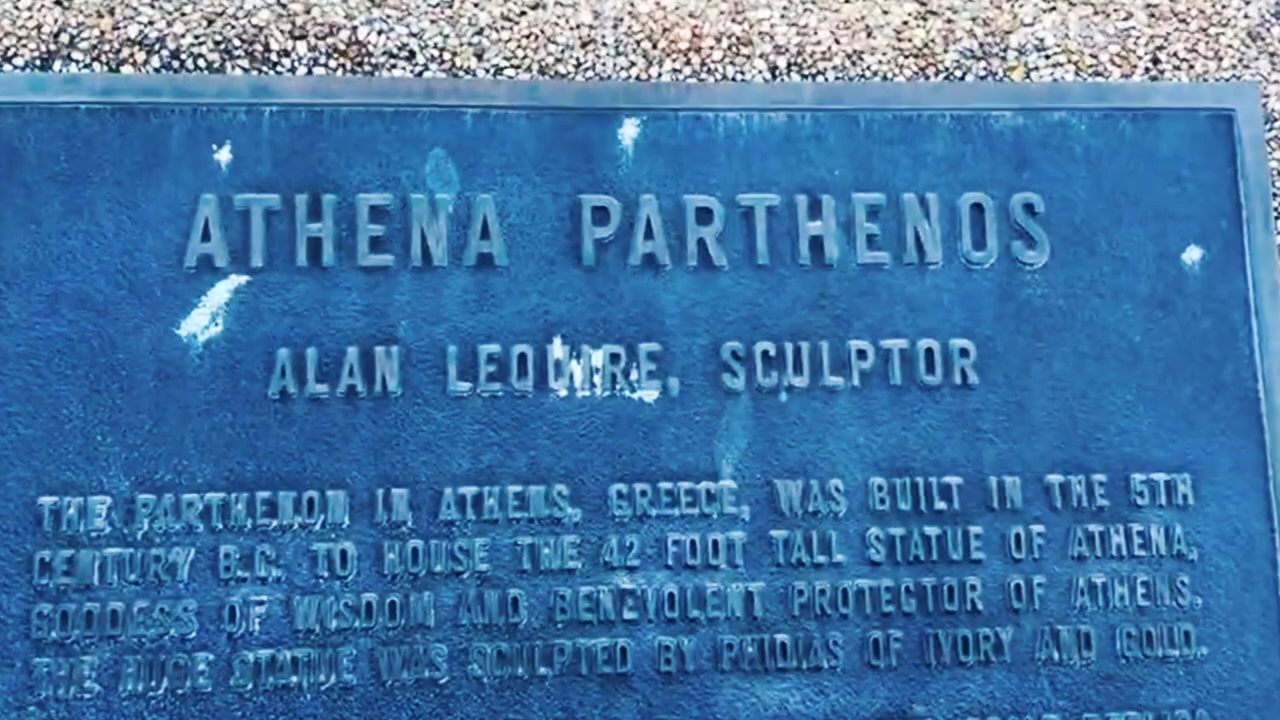 ATHENA PARTHENOS
ALAN LEQUIRE, SCULPTOR
THE PARTHENON IN ATHENS, GREECE, WAS BUILT IN THE 5TH
CENTURY B.C. TO HOUSE THE 42 FOOT TALL STATUE OF ATHENA,
GODDESS OF WISDOM AND BENEVOLENT PROTECTOR OF ATHENS.
THE HUGE STATUE WAS SCULPTED BY PHIDIAS OF IVORY AND GOLD.